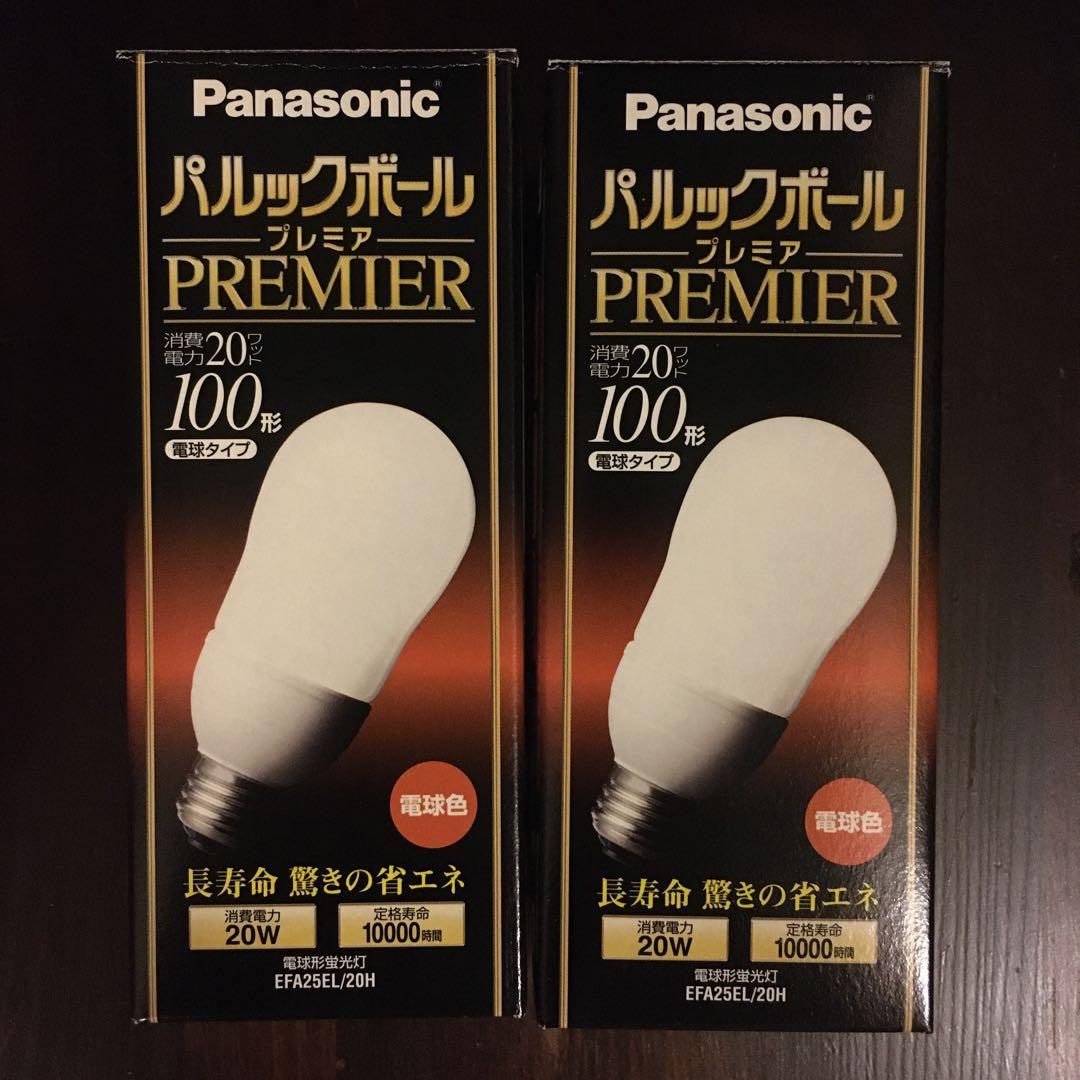 Panasonic®
パルックボール
プレミア
PREMIER
消費電力20ワット
100形
電球タイプ
電球色
長寿命 驚きの省エネ
消費電力 定格寿命
20W 10000時間
電球形蛍光灯
EFA25EL/20H
Panasonic®
パルックボール
プレミア
PREMIER
消費電力20ワット
100形
電球タイプ
電球色
長寿命 驚きの省エネ
消費電力 定格寿命
20W 10000時間
電球形蛍光灯
EFA25EL/20H